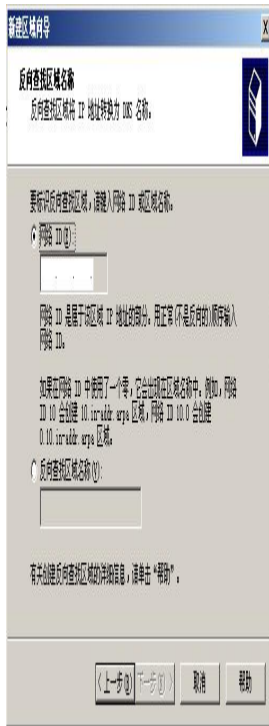 新建区域向导
反向查找区域名称
反向查找区域将 IP 地址转换为 DNS 名称。
要标识反向查找区域，请键入网络 ID 或区域名称。
网络 ID(E):
. . .
网络 ID 是属于该区域 IP 地址的部分。用正常(不是反向的)顺序输入
网络 ID。
如果在网络 ID 中使用了一个零，它会出现在区域名称中。例如，网络
ID 10 会创建 10.in-addr.arpa 区域，网络 ID 10.0 会创建
0.10.in-addr.arpa 区域。
反向查找区域名称(V):
有关创建反向查找区域的详细信息，请单击“帮助”。
<上一步(B) 下一步(N)> 取消 帮助